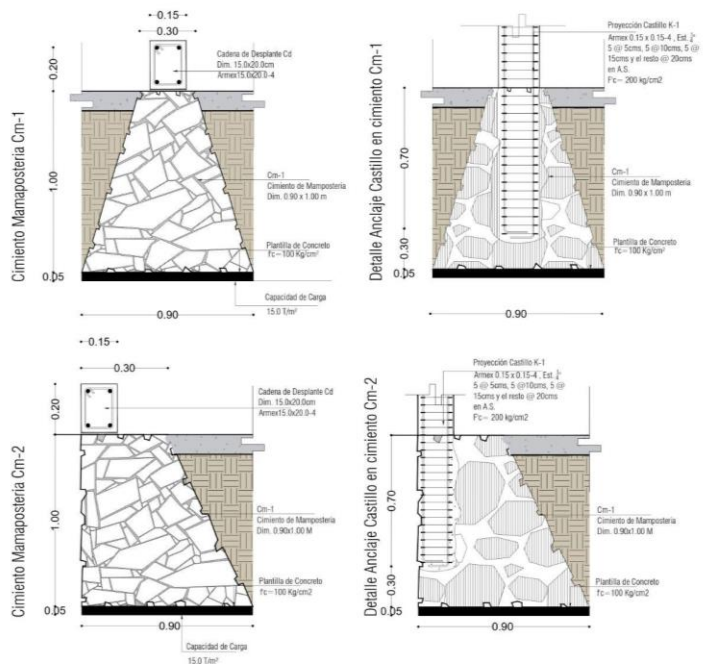 0.15
0.30
0.20
Cadena de Desplante Cd
Dim. 15.0x20.0cm
Armex15.0x20.0-4
Cimiento Mamaposteria Cm-1
1.00
Cm-1
Cimiento de Mamposteria
Dim. 0.90 x 1.00 m
Plantilla de Concreto
f'c~100 Kg/cm²
0.05
Capacidad de Carga
15.0 T/m²
0.90
Proyección Castillo K-1
Armex 0.15 x 0.15-4 , Est.
5 @ 5cms, 5 @10cms, 5 @
15cms y el resto @ 20cms
en A.S.
F'c~ 200 kg/cm2
Detalle Anclaje Castillo en cimiento Cm-1
0.70
Cm-1
Cimiento de Mamposteria
Dim. 0.90 x 1.00 m
0.30
Plantilla de Concreto
f'c~100 Kg/cm²
0.05
0.90
0.15
0.30
0.20
Cadena de Desplante Cd
Dim. 15.0x20.0cm
Armex15.0x20.0-4
Cimiento Mamaposteria Cm-2
1.00
Cm-1
Cimiento de Mamposteria
Dim. 0.90x1.00 M
Plantilla de Concreto
f'c~100 Kg/cm2
0.05
0.90
Capacidad de Carga
15.0 T/m²
Proyección Castillo K-1
Armex 0.15 x 0.15-4 , Est.
5 @ 5cms, 5 @10cms, 5 @
15cms y el resto @ 20cms
en A.S.
F'c~ 200 kg/cm2
Detalle Anclaje Castillo en cimiento Cm-2
0.70
Cm-1
Cimiento de Mamposteria
Dim. 0.90x1.00 M
0.30
Plantilla de Concreto
f'c~100 Kg/cm2
0.05
0.90